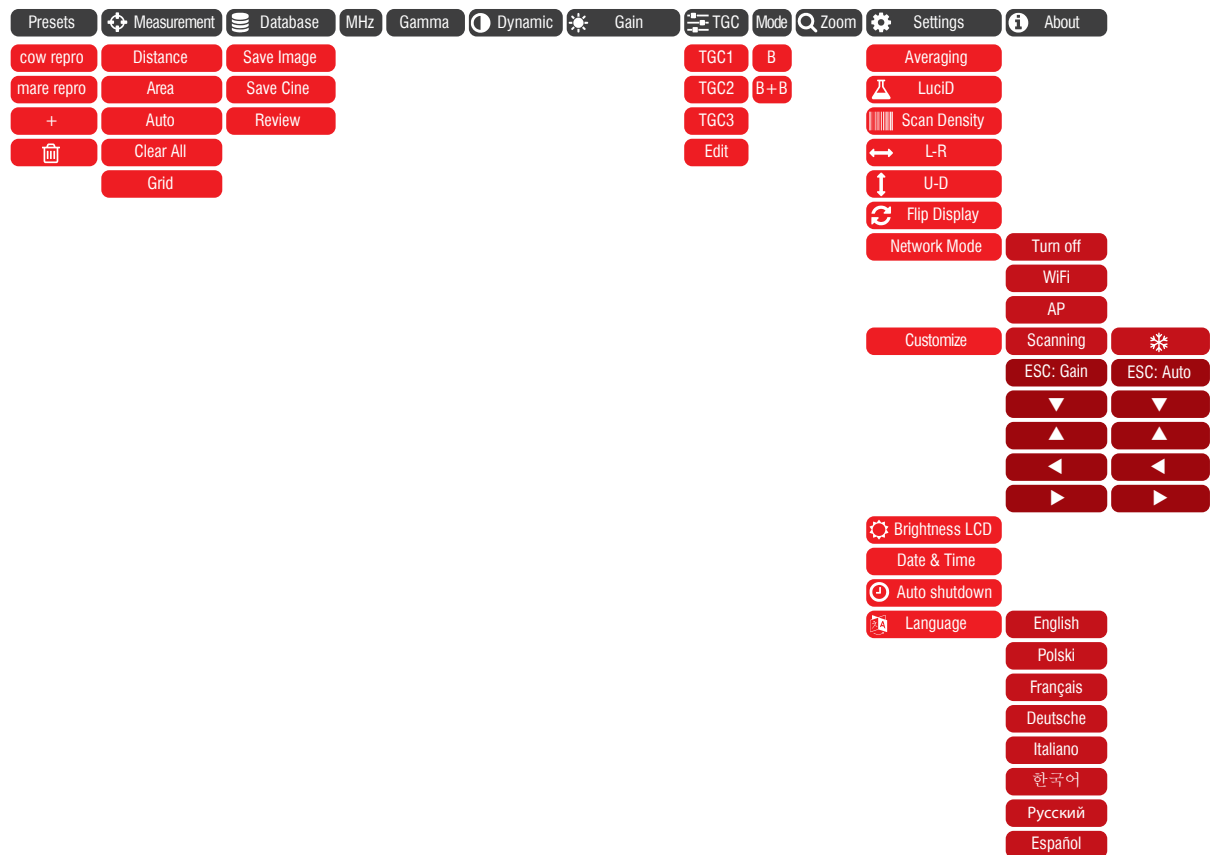 Presets Measurement Database MHz Gamma Dynamic Gain TGC Mode Zoom Settings About
cow repro Distance Save Image TGC1 B Averaging
mare repro Area Save Cine TGC2 B+B LuciD
+ Auto Review TGC3 Scan Density
Clear All Edit L-R
Grid U-D
Flip Display
Network Mode Turn off
WiFi
AP
Customize Scanning
ESC: Gain ESC: Auto
Brightness LCD
Date & Time
Auto shutdown
Language English
Polski
Français
Deutsche
Italiano
한국어
Русский
Español